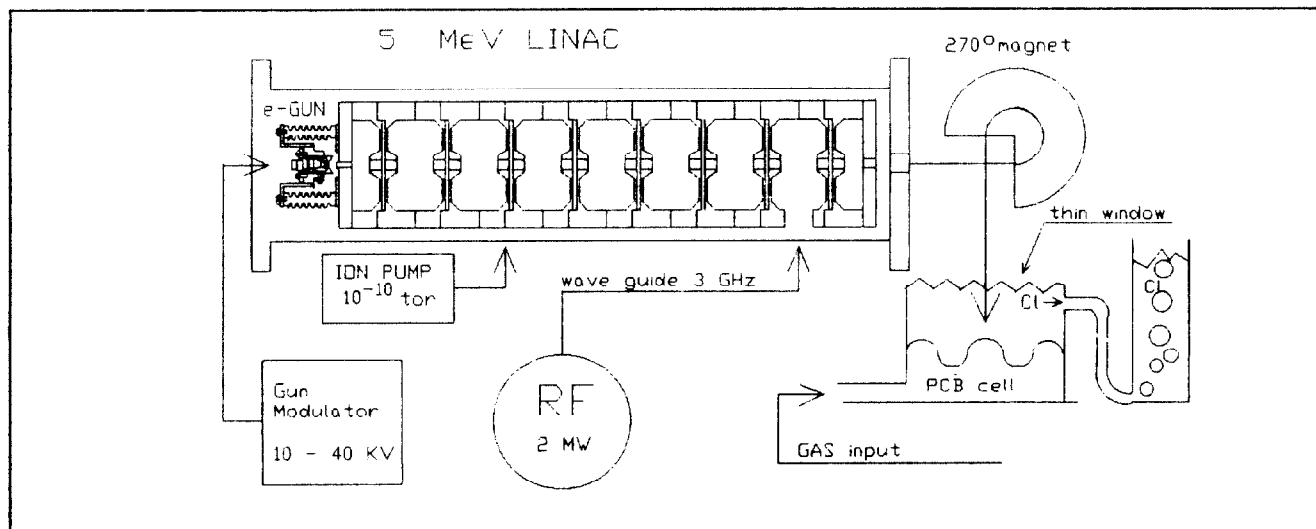 5 MeV LINAC
270° magnet
e-GUN
thin window
ION PUMP
10⁻¹⁰ tor
wave guide 3 GHz
Cl
Cl
PCB cell
Gun
Modulator
10 - 40 KV
RF
2 MW
GAS input